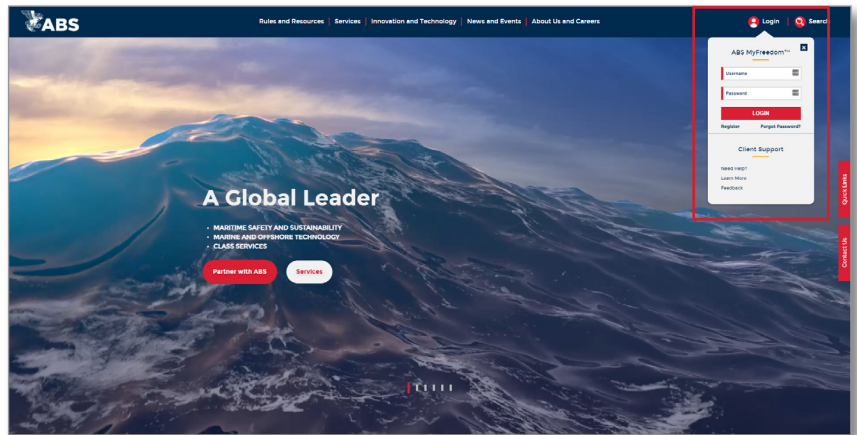 ABS
Rules and Resources | Services | Innovation and Technology | News and Events | About Us and Careers
Login | Search
ABS MyFreedom™
x
Username
Password
LOGIN
Register Forgot Password?
Client Support
Need Help?
Learn More
Feedback
A Global Leader
• MARITIME SAFETY AND SUSTAINABILITY
• MARINE AND OFFSHORE TECHNOLOGY
• CLASS SERVICES
Partner with ABS Services
Quick Links
Contact Us